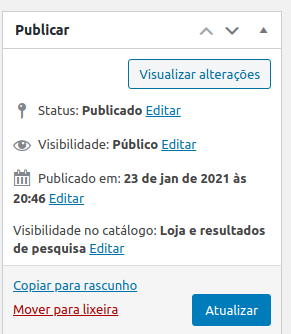 Publicar
Visualizar alterações
Status: Publicado Editar
Visibilidade: Público Editar
Publicado em: 23 de jan de 2021 às
20:46 Editar
Visibilidade no catálogo: Loja e resultados
de pesquisa Editar
Copiar para rascunho
Mover para lixeira
Atualizar